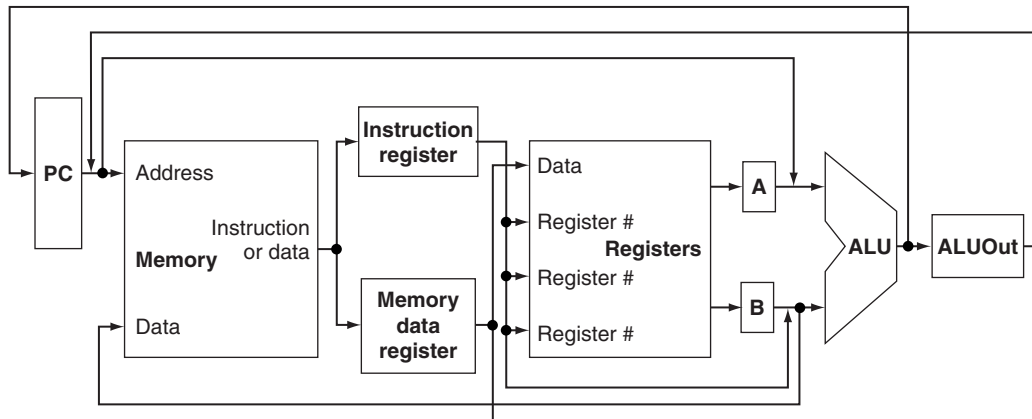 PC
Address
Instruction
or data
Memory
Data
Instruction
register
Memory
data
register
Data
Register #
Registers
Register #
Register #
A
B
ALU
ALUOut